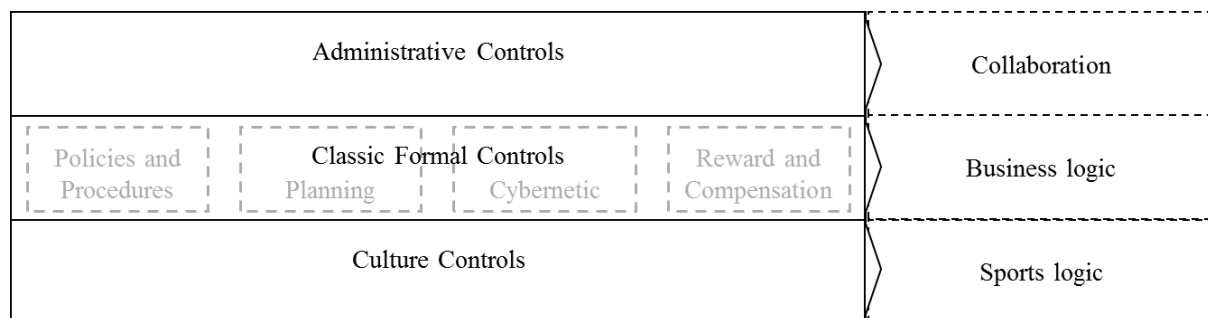 Administrative Controls
Collaboration
Classic Formal Controls
Policies and
Procedures
Planning
Cybernetic
Reward and
Compensation
Business logic
Culture Controls
Sports logic